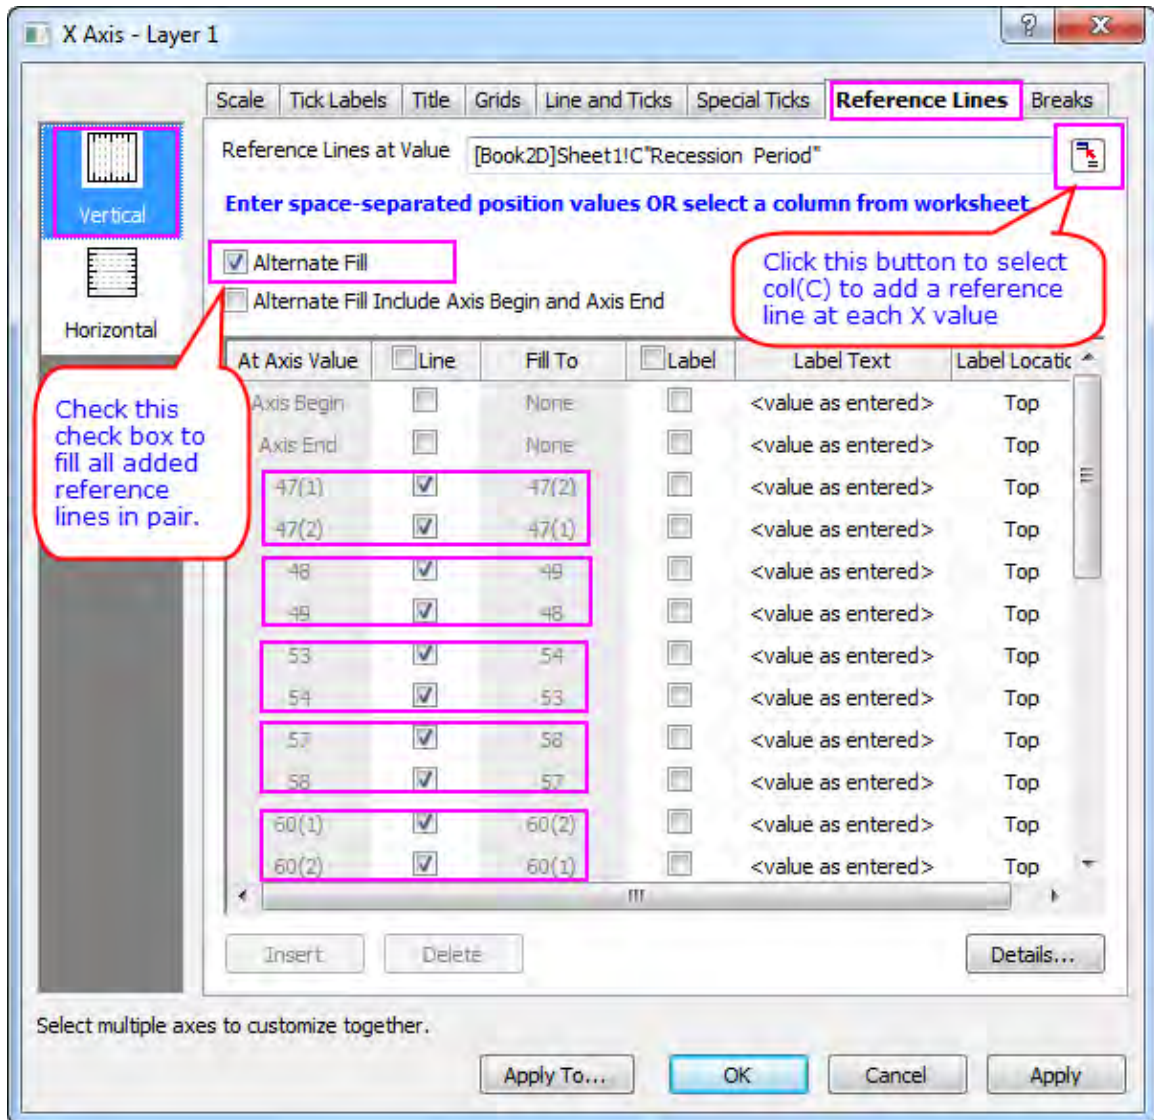 X Axis - Layer 1
Scale Tick Labels Title Grids Line and Ticks Special Ticks Reference Lines Breaks
Vertical
Horizontal
Reference Lines at Value [Book2D]Sheet1!C"Recession Period"
Enter space-separated position values OR select a column from worksheet
Alternate Fill
Alternate Fill Include Axis Begin and Axis End
Click this button to select
col(C) to add a reference
line at each X value
Check this
check box to
fill all added
reference
lines in pair.
At Axis Value Line Fill To Label Label Text Label Locatic
Axis Begin None <value as entered> Top
Axis End None <value as entered> Top
47(1) 47(2) <value as entered> Top
47(2) 47(1) <value as entered> Top
48 49 <value as entered> Top
49 48 <value as entered> Top
53 54 <value as entered> Top
54 53 <value as entered> Top
57 58 <value as entered> Top
58 57 <value as entered> Top
60(1) 60(2) <value as entered> Top
60(2) 60(1) <value as entered> Top
Insert Delete Details...
Select multiple axes to customize together.
Apply To... OK Cancel Apply